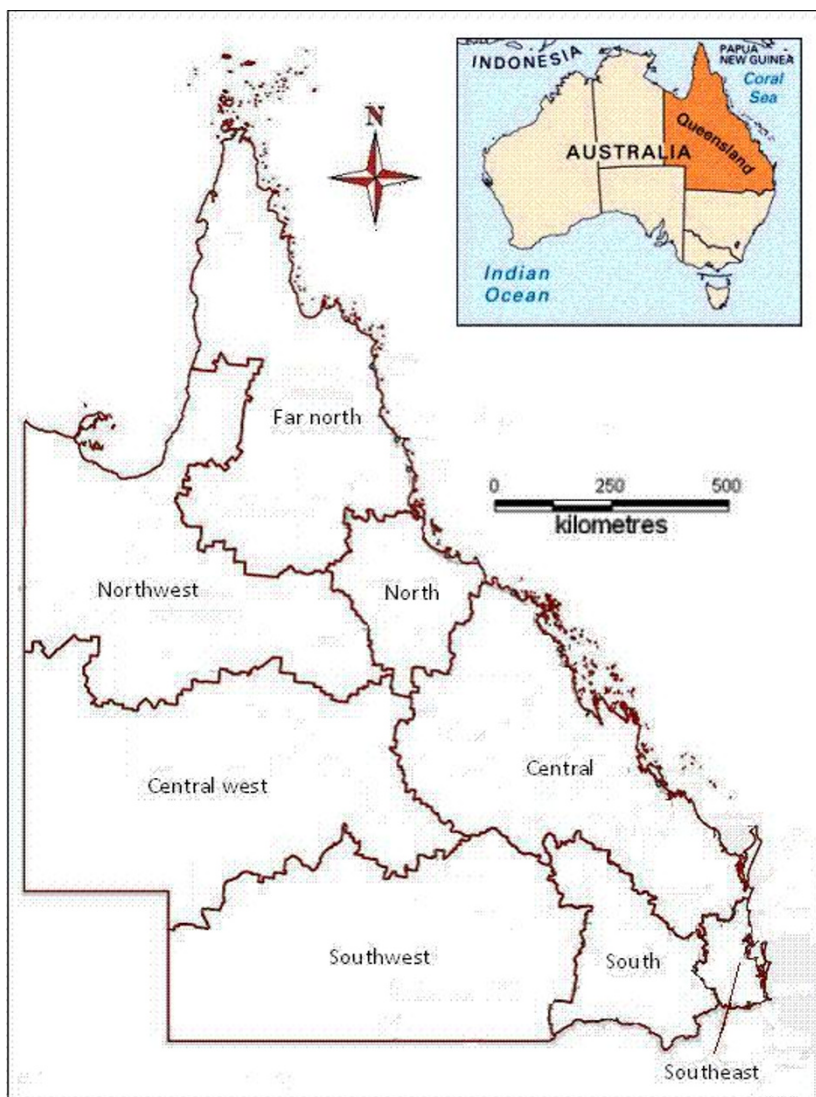 N
INDONESIA
PAPUA
NEW GUINEA
Coral
Sea
Queensland
AUSTRALIA
Indian
Ocean
Far north
0 250 500
kilometres
Northwest
North
Central west
Central
Southwest
South
Southeast